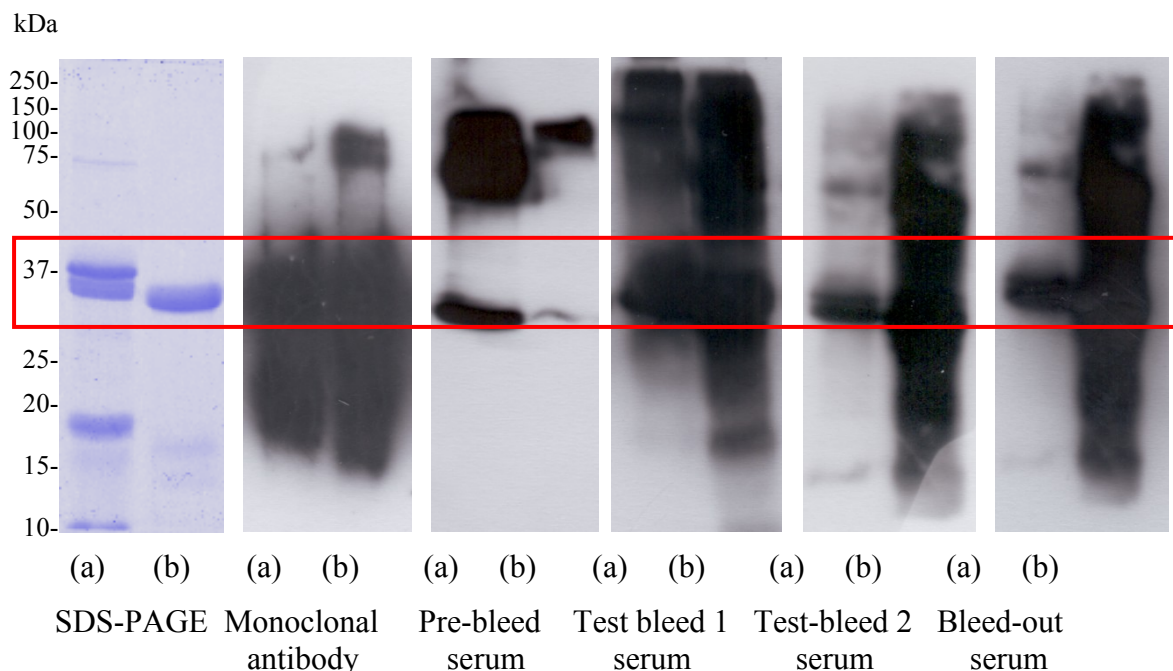 kDa
250-
150-
100-
75-
50-
37-
25-
20-
15-
10-
(a) (b) (a) (b) (a) (b) (a) (b) (a) (b) (a) (b)
SDS-PAGE Monoclonal Pre-bleed Test bleed 1 Test-bleed 2 Bleed-out
antibody serum serum serum serum